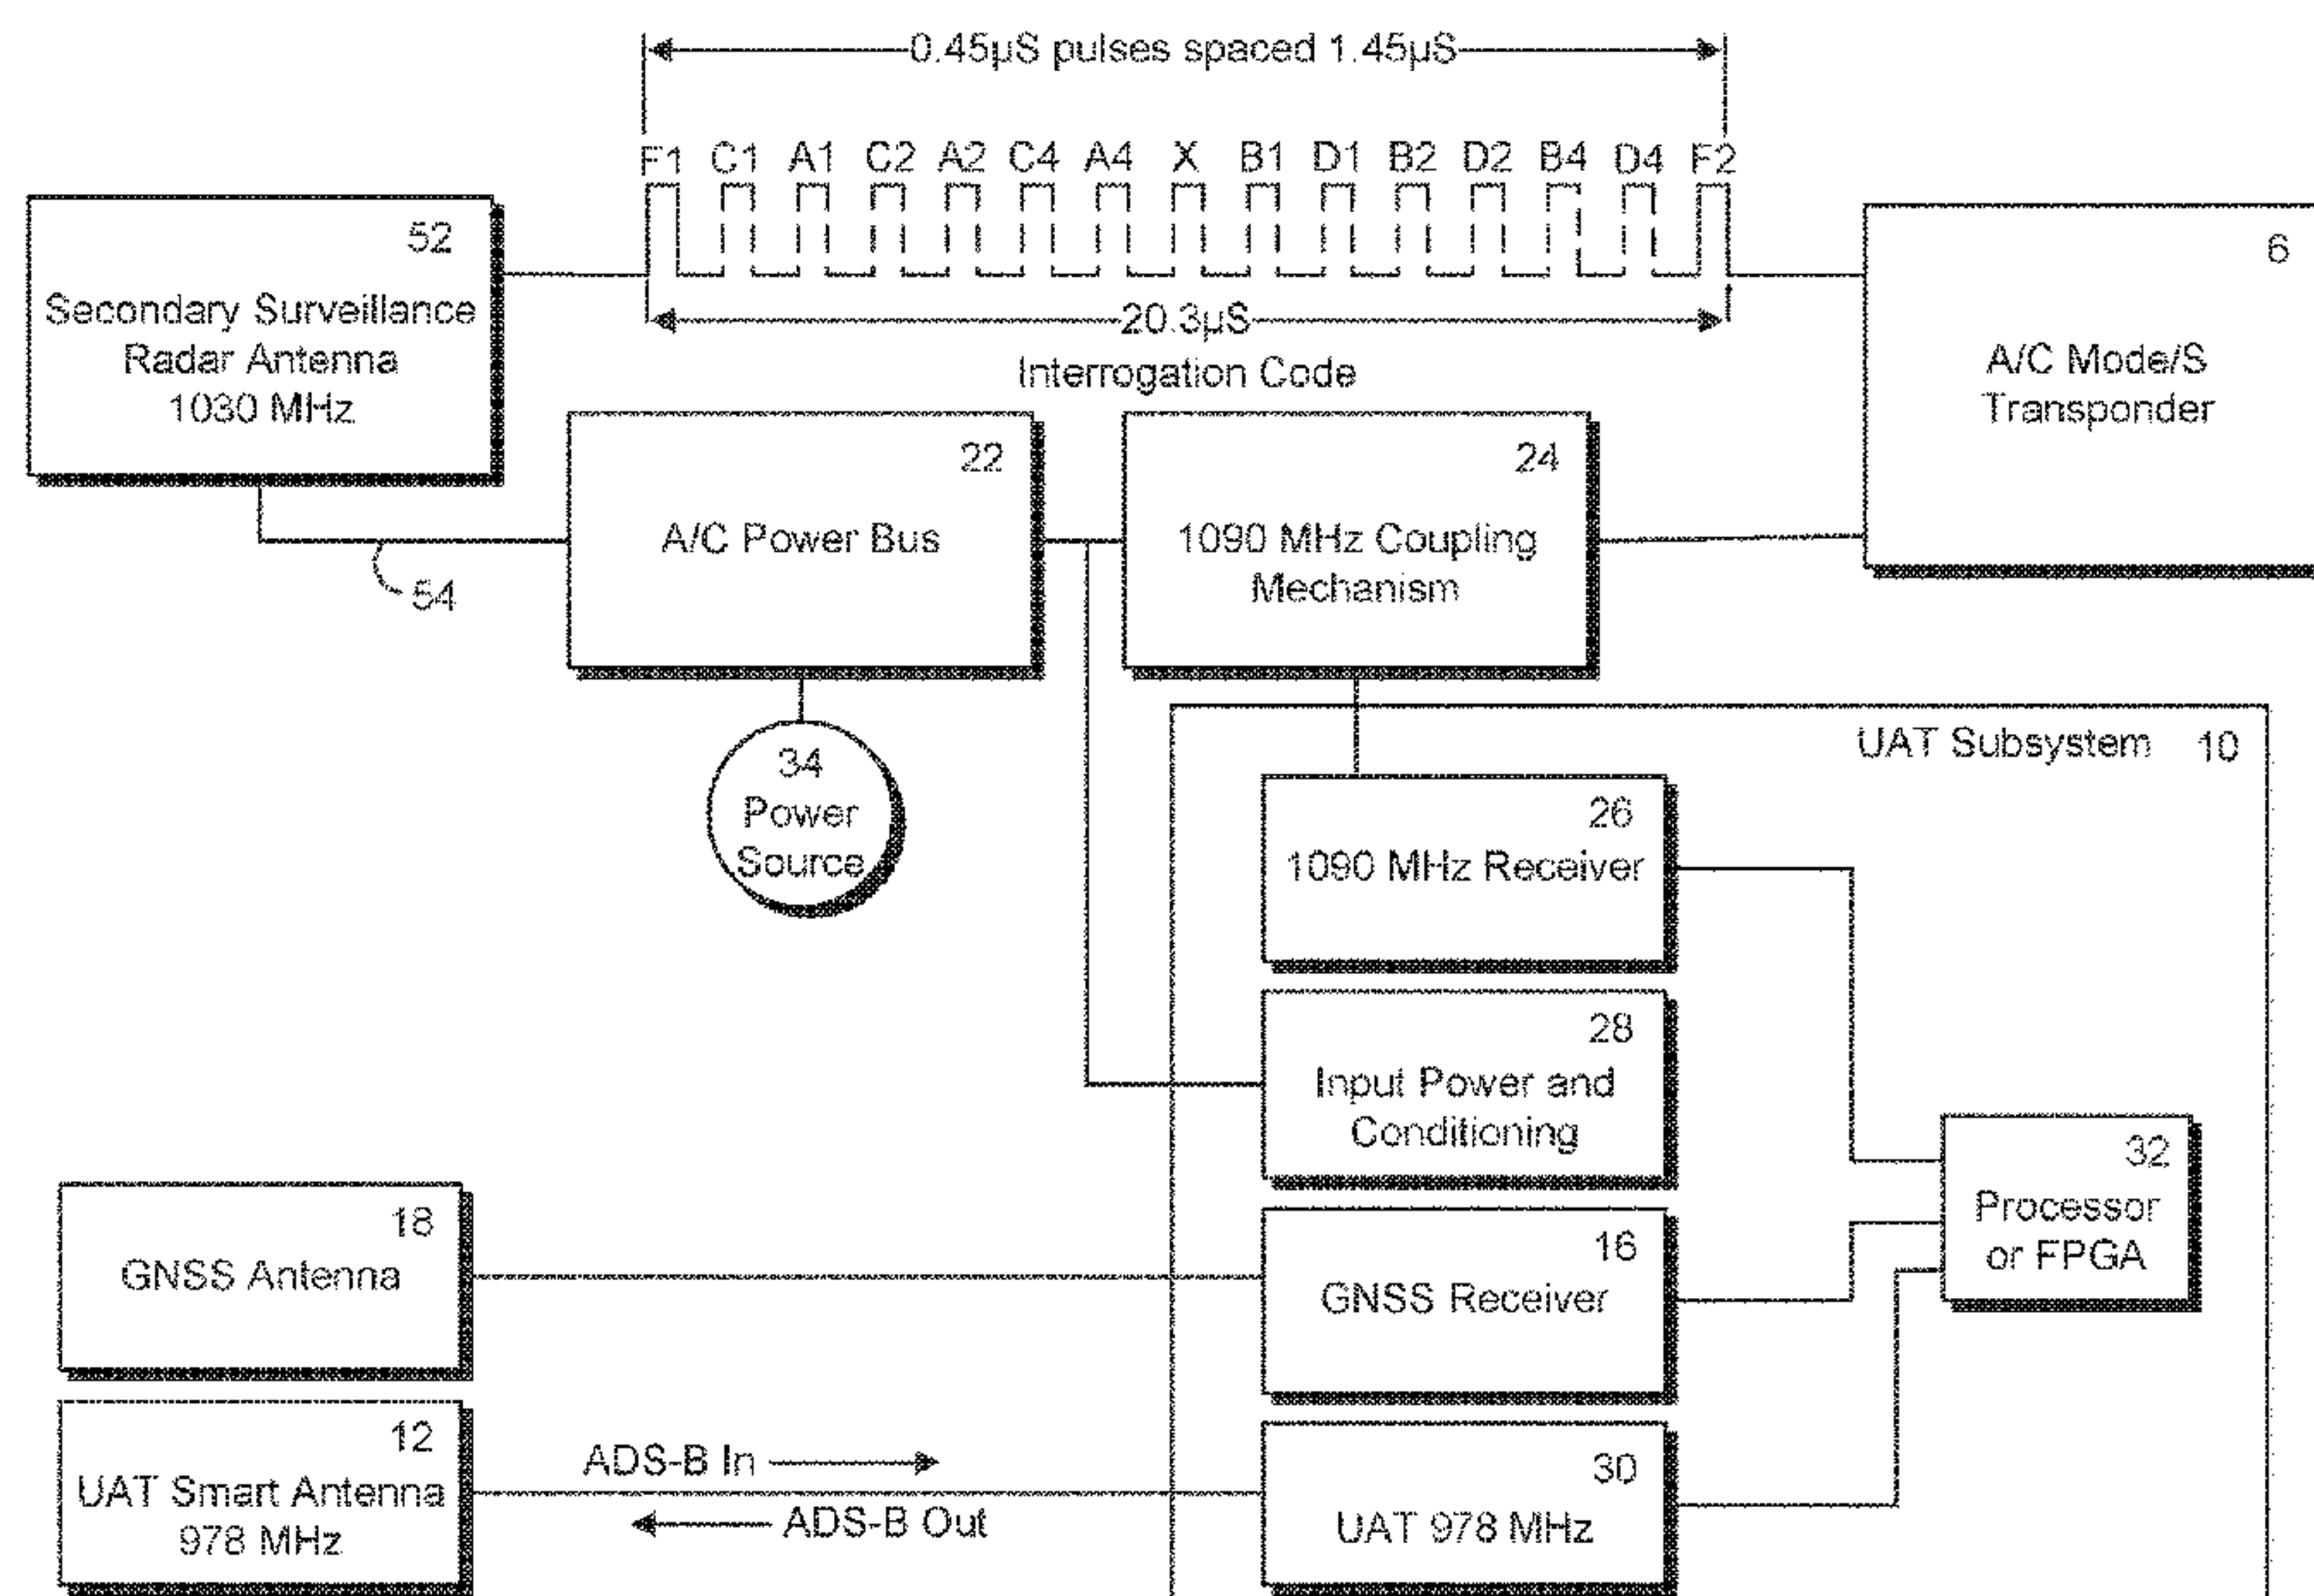 0.45µS pulses spaced 1.45µS
F1 C1 A1 C2 A2 C4 A4 X B1 D1 B2 D2 B4 D4 F2
52
Secondary Surveillance
Radar Antenna
1030 MHz
20.3µS
Interrogation Code
6
A/C Mode/S
Transponder
22
A/C Power Bus
24
1090 MHz Coupling
Mechanism
54
34
Power
Source
UAT Subsystem 10
26
1090 MHz Receiver
28
Input Power and
Conditioning
32
Processor
or FPGA
18
GNSS Antenna
16
GNSS Receiver
12
UAT Smart Antenna
978 MHz
ADS-B In
ADS-B Out
30
UAT 978 MHz